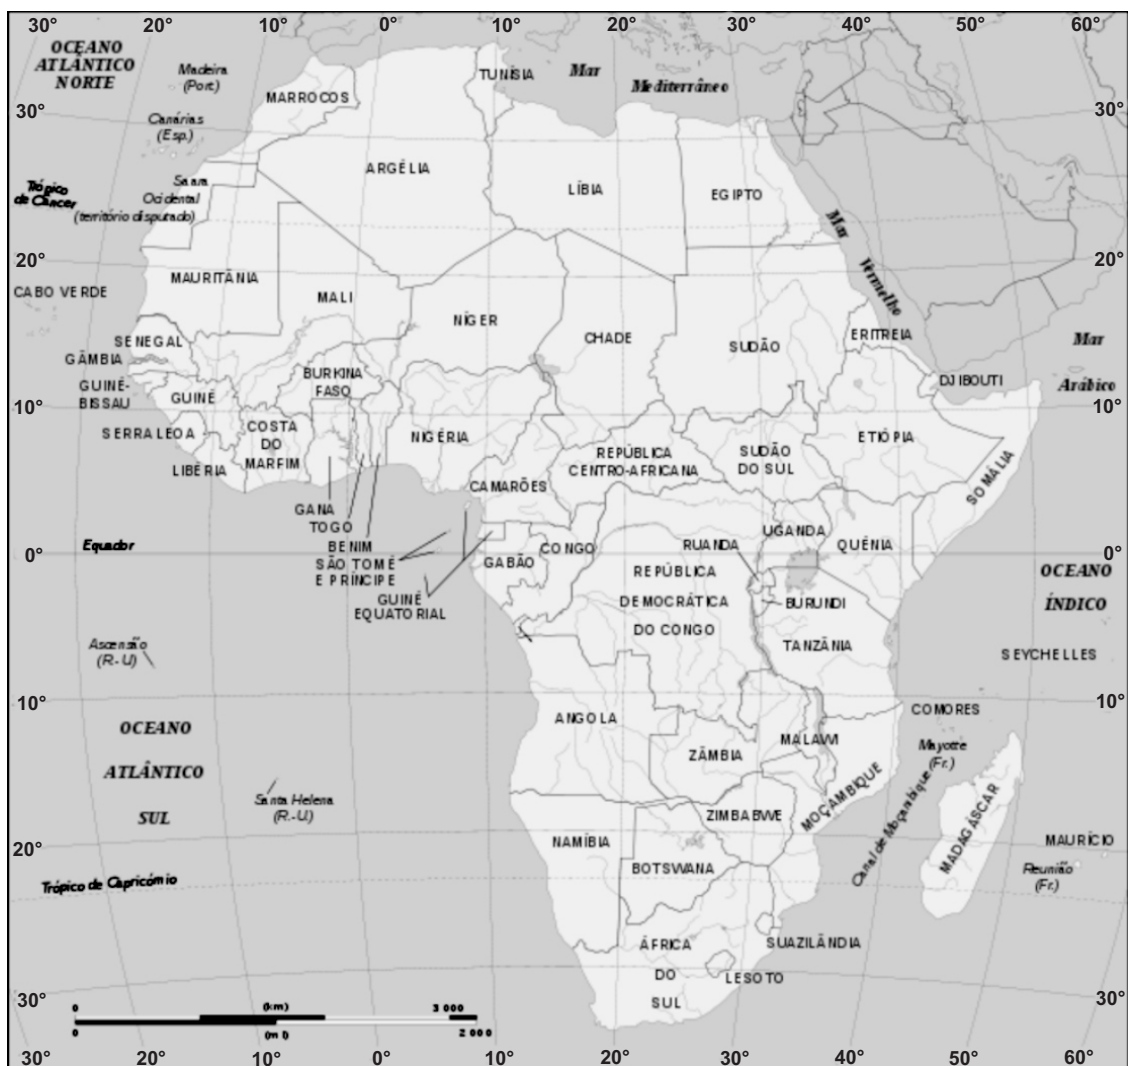 30°
20°
10°
0°
10°
20°
30°
40°
50°
60°
OCEANO
ATLÂNTICO
NORTE
Madeira
(Port.)
TUNÍSIA
Mar
Mediterrâneo
MARROCOS
30°
30°
Canárias
(Esp.)
ARGÉLIA
LÍBIA
EGIPTO
Trópico
de Câncer
Saara
Ocidental
(território disputado)
Mar
Vermelho
20°
20°
MAURITÂNIA
CABO VERDE
MALI
NÍGER
CHADE
SUDÃO
ERITREIA
Mar
Arábico
SENEGAL
GÂMBIA
GUINÉ-
BISSAU
BURKINA
FASO
DJIBOUTI
10°
10°
GUINÉ
SERRA LEOA
COSTA
DO
MARFIM
NIGÉRIA
ETIÓPIA
REPÚBLICA
CENTRO-AFRICANA
SUDÃO
DO SUL
SOMÁLIA
LIBÉRIA
CAMARÕES
GANA
TOGO
BENIM
SÃO TOMÉ
E PRÍNCIPE
GUINÉ
EQUATORIAL
Equador
0°
0°
GABÃO
CONGO
RUANDA
UGANDA
QUÉNIA
REPÚBLICA
DEMOCRÁTICA
DO CONGO
BURUNDI
TANZÂNIA
OCEANO
ÍNDICO
SEYCHELLES
Ascensão
(R.-U)
10°
10°
OCEANO
ATLÂNTICO
SUL
ANGOLA
ZÂMBIA
MALAWI
COMORES
Mayotte
(Fr.)
Santa Helena
(R.-U.)
MOÇAMBIQUE
Canal de Moçambique
MADAGÁSCAR
ZIMBABWE
NAMÍBIA
BOTSWANA
MAURÍCIO
Reunião
(Fr.)
20°
20°
Trópico de Capricórnio
ÁFRICA
DO
SUL
SUAZILÂNDIA
LESOTO
30°
30°
0
(km)
3 000
0
(mi)
2 000
30°
20°
10°
0°
10°
20°
30°
40°
50°
60°